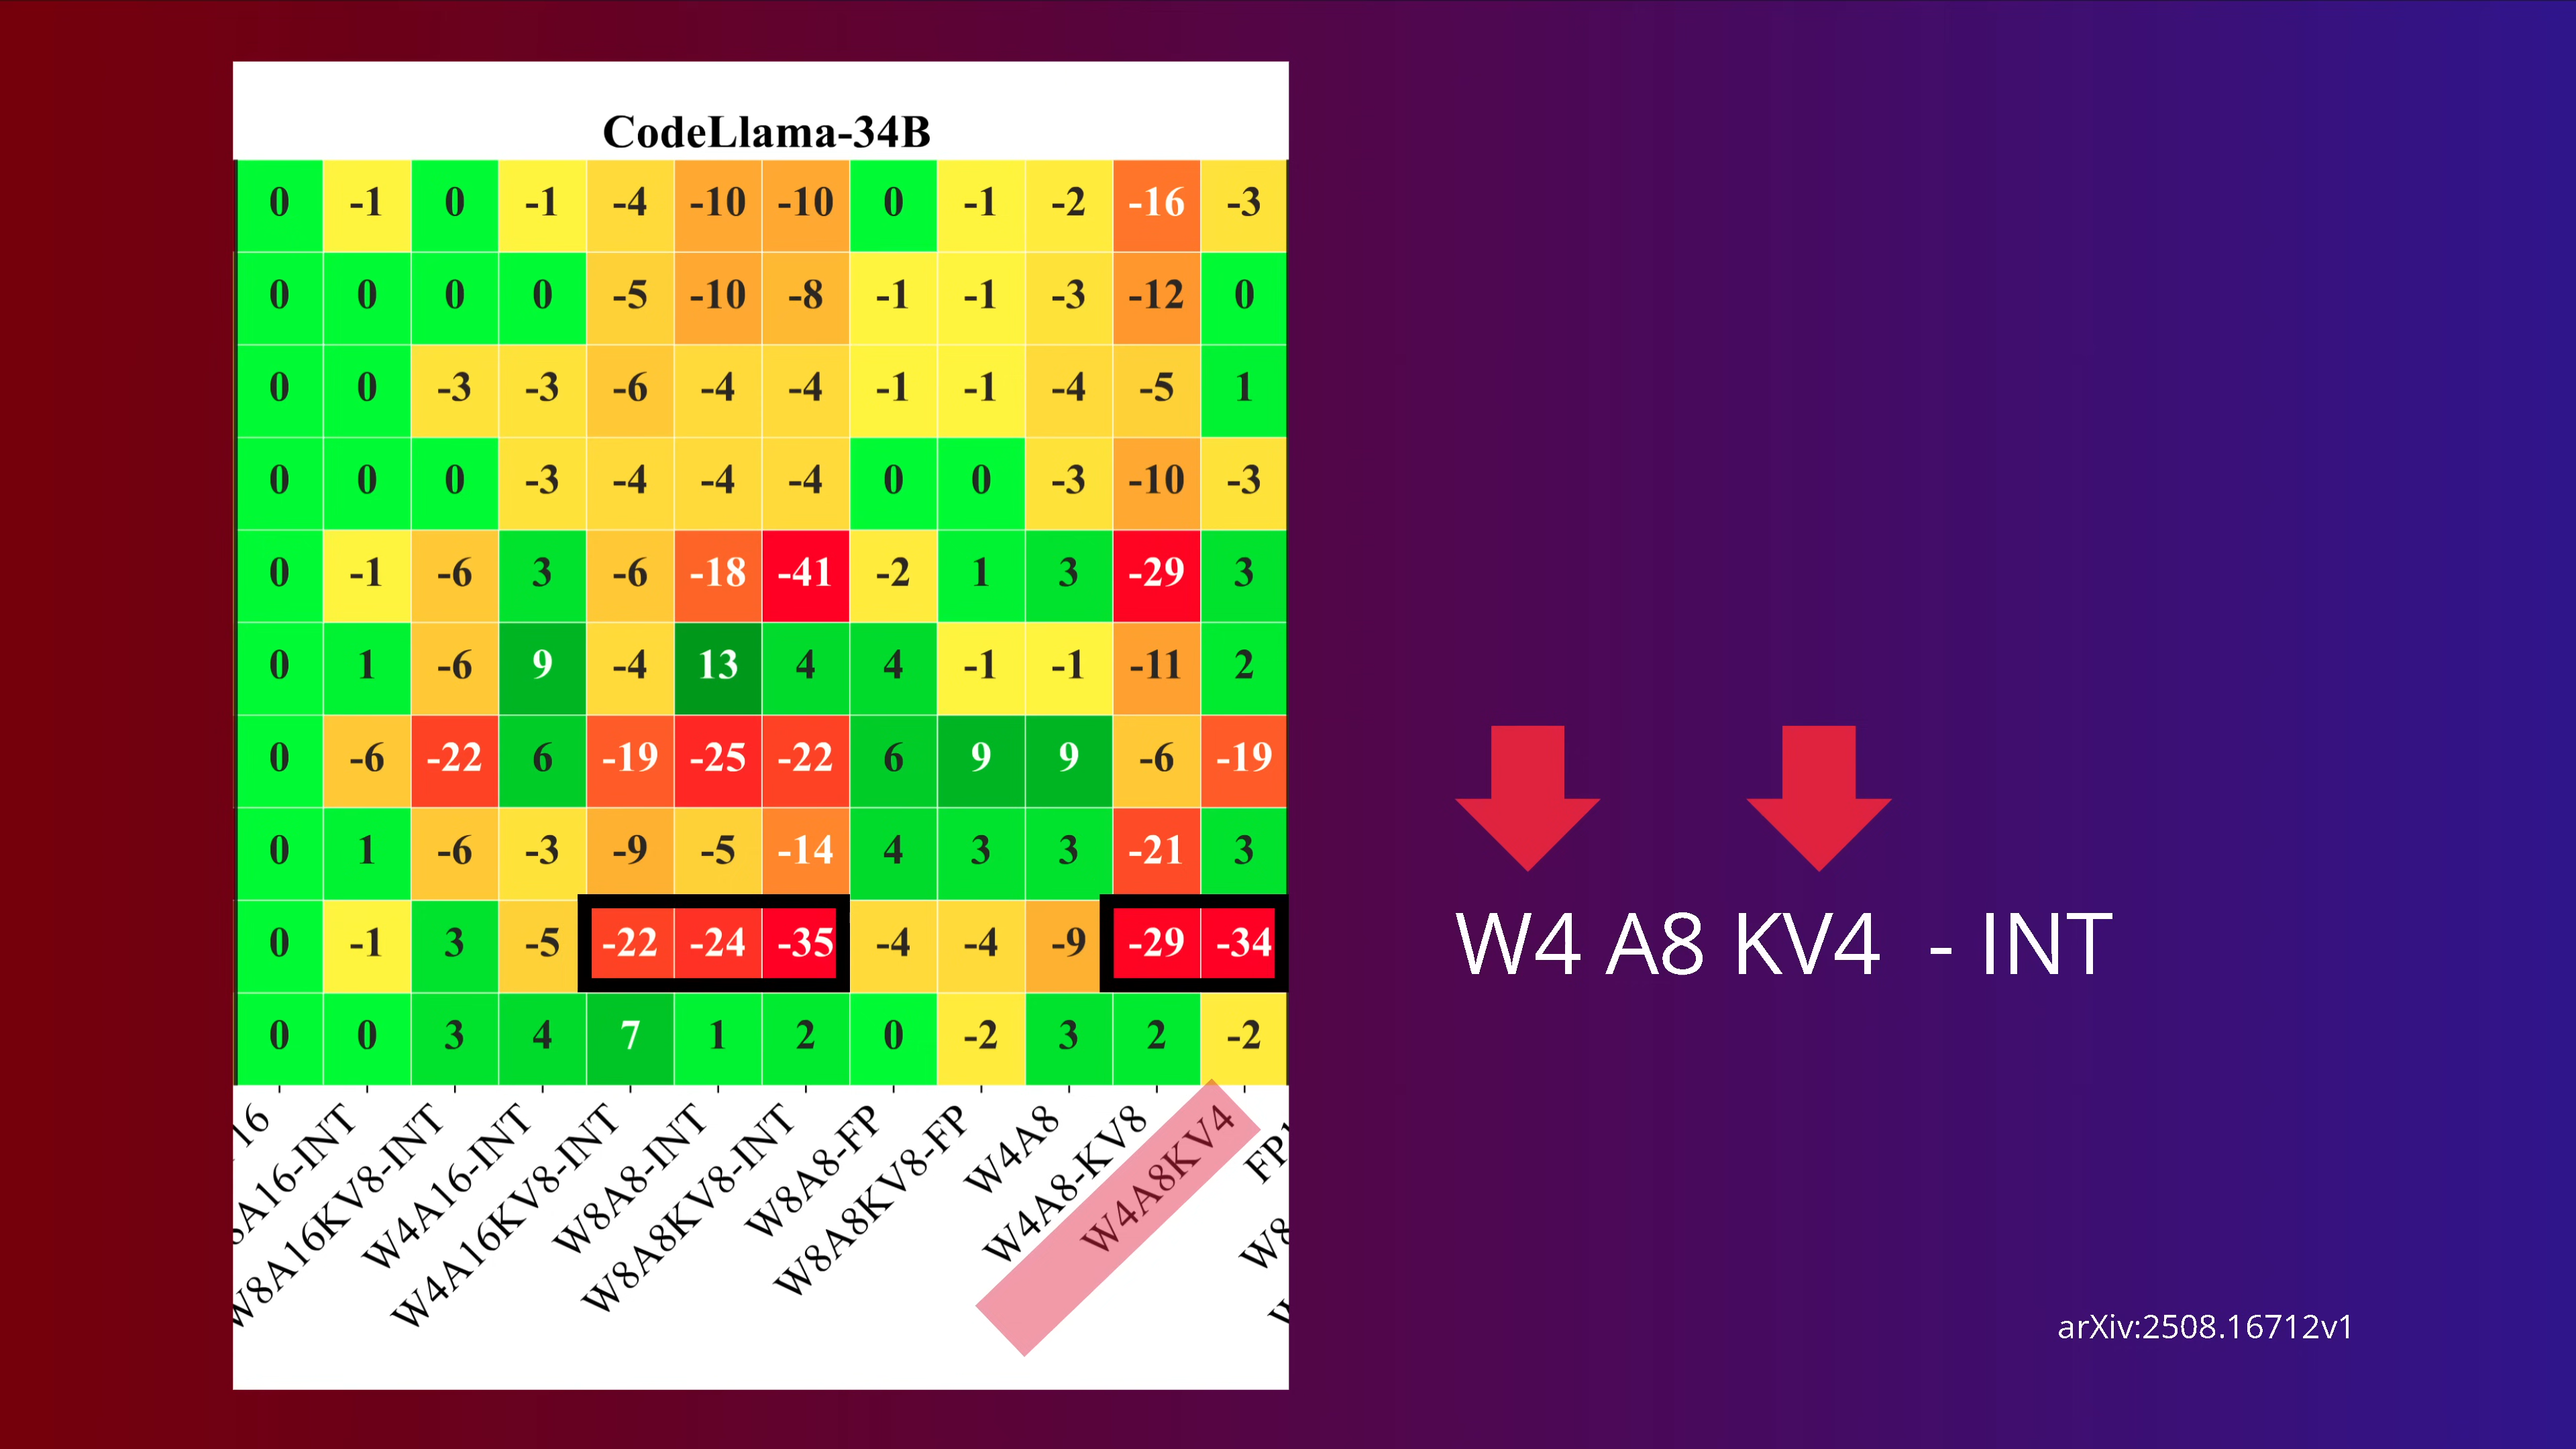 CodeLlama-34B
0 -1 0 -1 -4 -10 -10 0 -1 -2 -16 -3
0 0 0 0 -5 -10 -8 -1 -1 -3 -12 0
0 0 -3 -3 -6 -4 -4 -1 -1 -4 -5 1
0 0 0 -3 -4 -4 -4 0 0 -3 -10 -3
0 -1 -6 3 -6 -18 -41 -2 1 3 -29 3
0 1 -6 9 -4 13 4 4 -1 -1 -11 2
0 -6 -22 6 -19 -25 -22 6 9 9 -6 -19
0 1 -6 -3 -9 -5 -14 4 3 3 -21 3
0 -1 3 -5 -22 -24 -35 -4 -4 -9 -29 -34
0 0 3 4 7 1 2 0 -2 3 2 -2
16
8A16-INT
W8A16KV8-INT
W4A16-INT
W4A16KV8-INT
W8A8-INT
W8A8KV8-INT
W8A8-FP
W8A8KV8-FP
W4A8
W4A8-KV8
W4A8KV4
FP
W8
W4 A8 KV4 - INT
arXiv:2508.16712v1